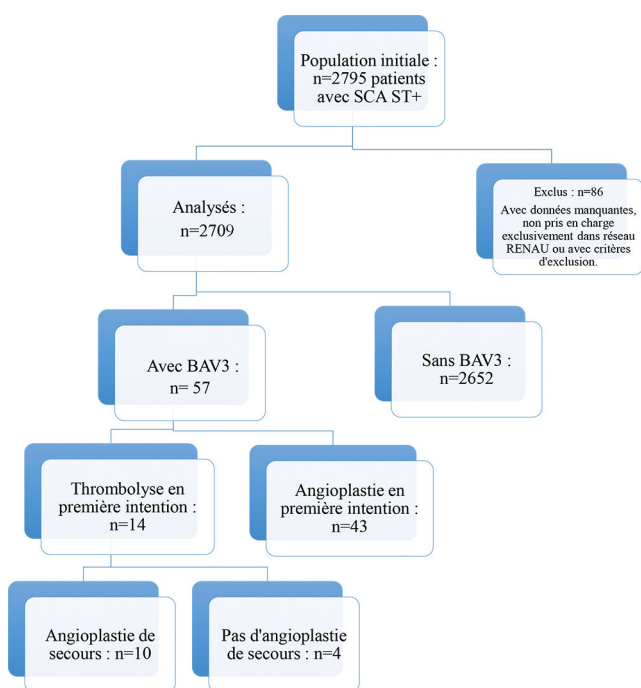 Population initiale :
n=2795 patients
avec SCA ST+
Analysés :
n=2709
Exclus : n=86
Avec données manquantes,
non pris en charge
exclusivement dans réseau
RENAU ou avec critères
d'exclusion.
Avec BAV3 :
n= 57
Sans BAV3 :
n=2652
Thrombolyse en
première intention :
n=14
Angioplastie en
première intention :
n=43
Angioplastie de
secours : n=10
Pas d'angioplastie
de secours : n=4